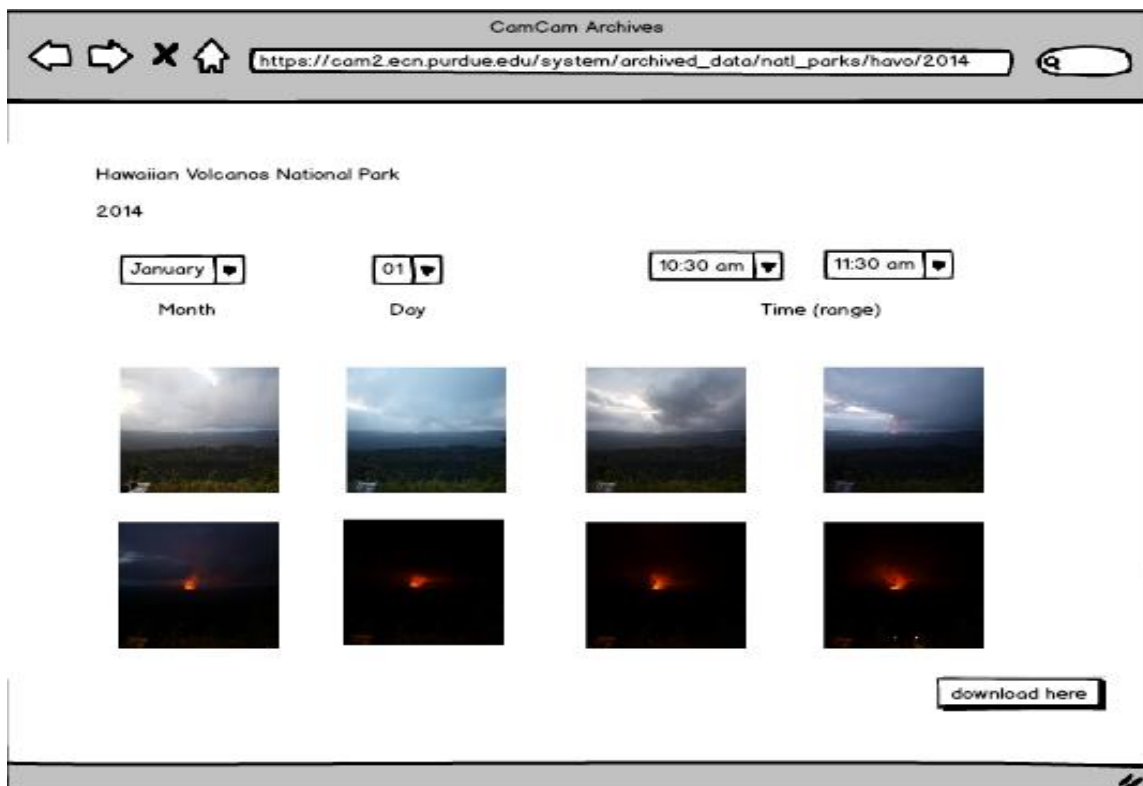 CamCam Archives
https://cam2.ecn.purdue.edu/system/archived_data/natl_parks/havo/2014
Hawaiian Volcanos National Park
2014
January 01 10:30 am 11:30 am
Month Day Time (range)
download here